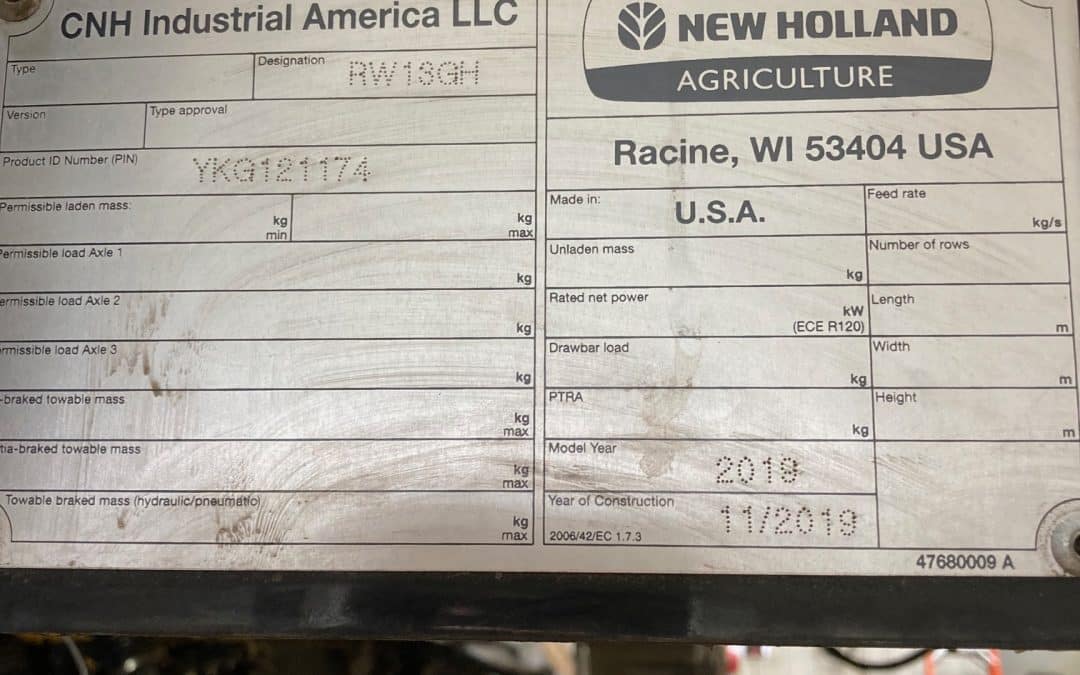 CNH Industrial America LLC
Type
Designation RW13GH
Version
Type approval
Product ID Number (PIN) YKG121174
Permissible laden mass:
kg
min
kg
max
Permissible load Axle 1
kg
ermissible load Axle 2
kg
ermissible load Axle 3
kg
-braked towable mass
kg
max
tia-braked towable mass
kg
max
Towable braked mass (hydraulic/pneumatic)
kg
max
NEW HOLLAND
AGRICULTURE
Racine, WI 53404 USA
Made in:
U.S.A.
Feed rate
kg/s
Unladen mass
kg
Number of rows
Rated net power
kW
(ECE R120)
Length
m
Drawbar load
kg
Width
m
PTRA
kg
Height
m
Model Year
2019
Year of Construction
11/2019
2006/42/EC 1.7.3
47680009 A